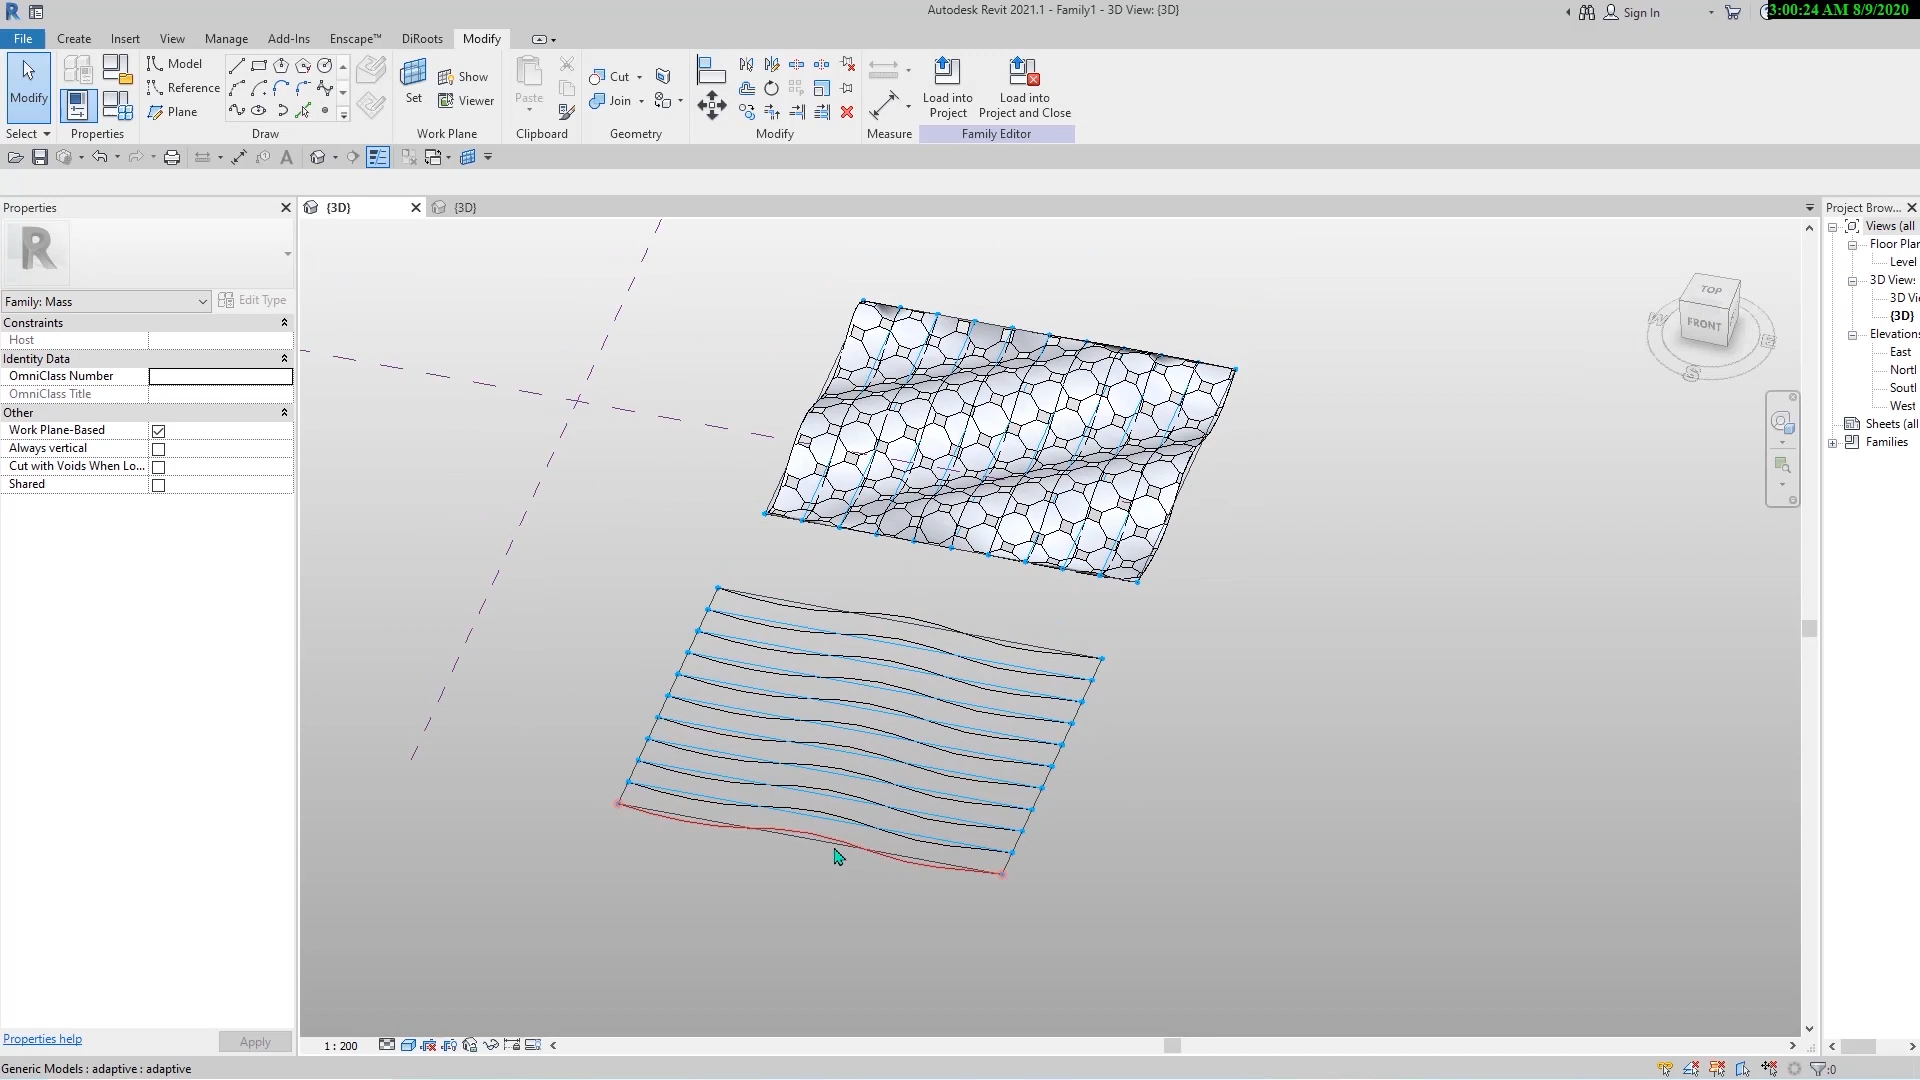 Autodesk Revit 2021.1 - Family1 - 3D View: {3D}
Sign In
3:00:24 AM 8/9/2020
File Create Insert View Manage Add-Ins Enscape™ DiRoots Modify
Modify
Model
Reference
Plane
Set
Show
Viewer
Paste
Cut
Join
Load into
Project
Load into
Project and Close
Select Properties Draw Work Plane Clipboard Geometry Modify Measure Family Editor
Properties
{3D}
{3D}
Project Brow...
R
Family: Mass
Edit Type
Constraints
Host
Identity Data
OmniClass Number
OmniClass Title
Other
Work Plane-Based
Always vertical
Cut with Voids When Lo...
Shared
TOP
FRONT
W
E
S
Views (all
Floor Plar
Level
3D Views
3D Vi
{3D}
Elevations
East
North
South
West
Sheets (all
Families
Properties help
Apply
1 : 200
Generic Models : adaptive : adaptive
:0